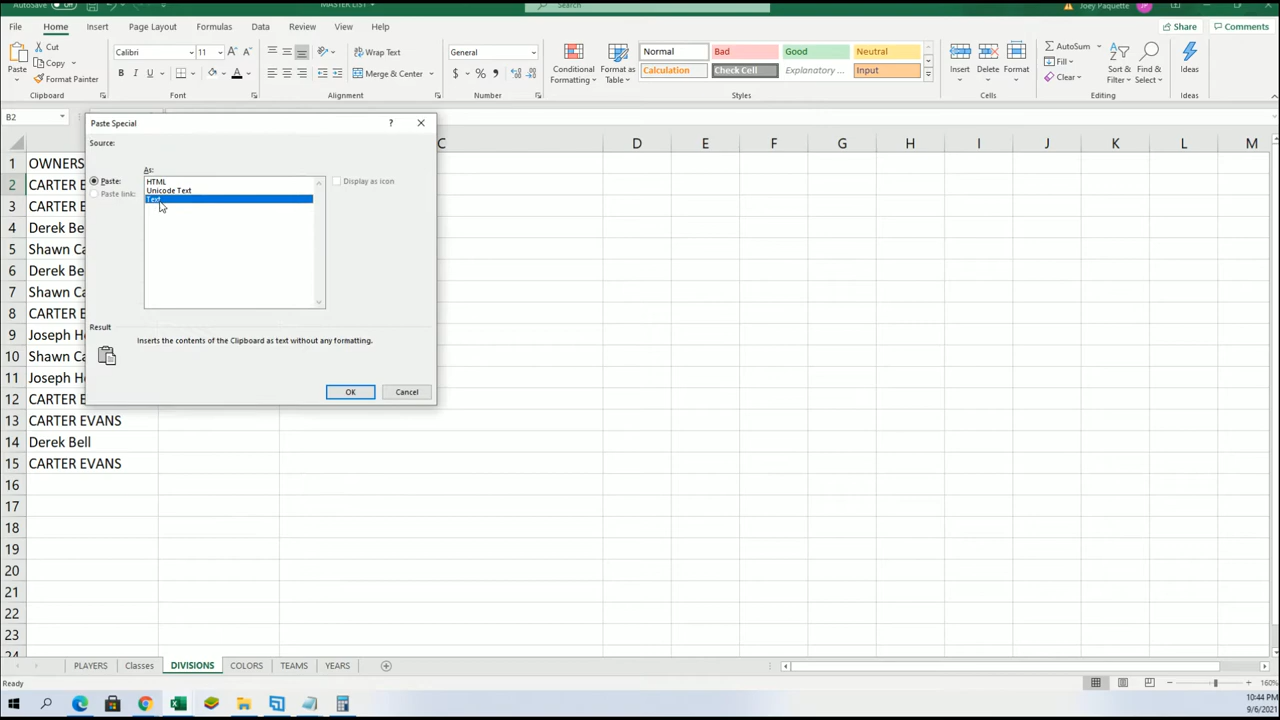 AutoSave
MASTER LIST
Search
Joey Paquette
JP
File Home Insert Page Layout Formulas Data Review View Help
Share Comments
Paste
Cut
Copy
Format Painter
Clipboard
Calibri 11
B I U
Font
Wrap Text
Merge & Center
Alignment
General
$ % ,
Number
Conditional Formatting
Format as Table
Normal Bad Good Neutral
Calculation Check Cell Explanatory ... Input
Styles
Insert Delete Format
Cells
AutoSum
Fill
Clear
Sort & Filter
Find & Select
Editing
Ideas
Ideas
B2
Paste Special
?
Source:
As:
Paste:
Paste link:
HTML
Unicode Text
Text
Display as icon
Result
Inserts the contents of the Clipboard as text without any formatting.
OK Cancel
C D E F G H I J K L M
1 OWNERS
2 CARTER E
3 CARTER E
4 Derek Be
5 Shawn Ca
6 Derek Be
7 Shawn Ca
8 CARTER E
9 Joseph He
10 Shawn Ca
11 Joseph He
12 CARTER E
13 CARTER EVANS
14 Derek Bell
15 CARTER EVANS
16
17
18
19
20
21
22
23
24
PLAYERS Classes DIVISIONS COLORS TEAMS YEARS
Ready
160%
10:44 PM
9/6/2021